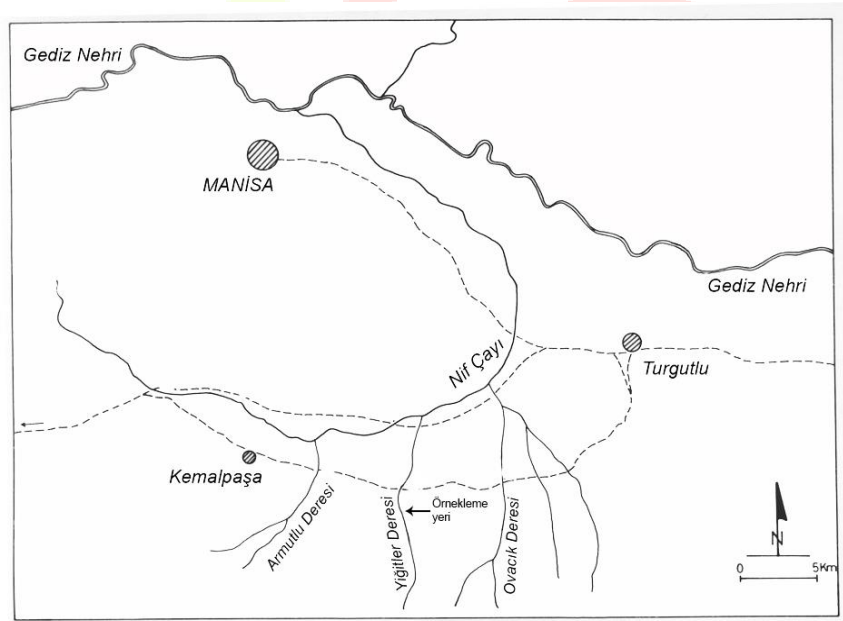 Gediz Nehri
MANİSA
Gediz Nehri
Nif Çayı
Turgutlu
Kemalpaşa
Armutlu Deresi
Yiğitler Deresi
Örnekleme
yeri
Ovacık Deresi
N
0 5Km